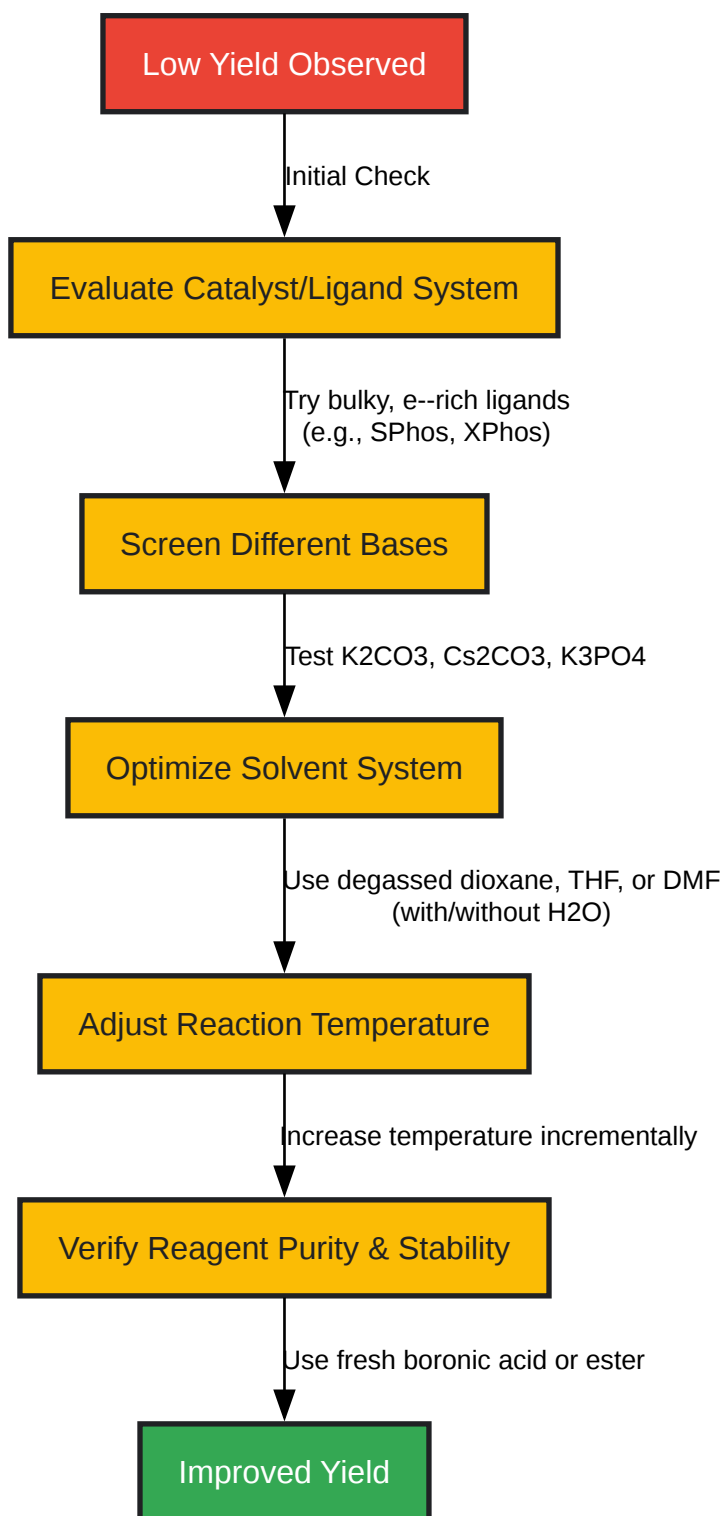 Low Yield Observed
Initial Check
Evaluate Catalyst/Ligand System
Try bulky, e--rich ligands
(e.g., SPhos, XPhos)
Screen Different Bases
Test K2CO3, Cs2CO3, K3PO4
Optimize Solvent System
Use degassed dioxane, THF, or DMF
(with/without H2O)
Adjust Reaction Temperature
Increase temperature incrementally
Verify Reagent Purity & Stability
Use fresh boronic acid or ester
Improved Yield